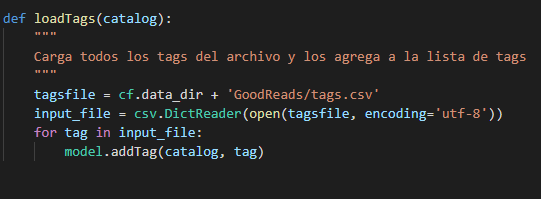 def loadTags(catalog):
    """
    Carga todos los tags del archivo y los agrega a la lista de tags
    """
    tagsfile = cf.data_dir + 'GoodReads/tags.csv'
    input_file = csv.DictReader(open(tagsfile, encoding='utf-8'))
    for tag in input_file:
        model.addTag(catalog, tag)